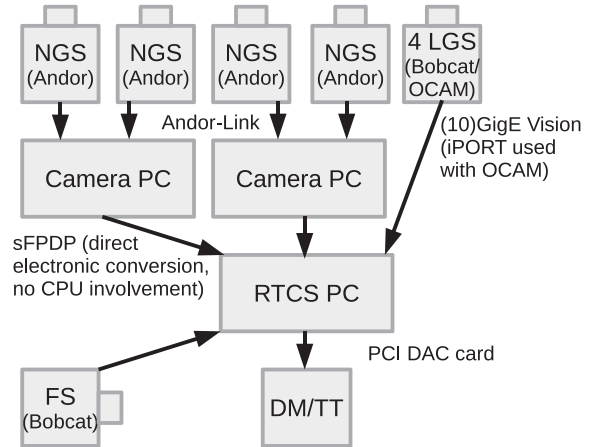 NGS
(Andor)
NGS
(Andor)
NGS
(Andor)
NGS
(Andor)
4 LGS
(Bobcat/
OCAM)
Andor-Link
(10)GigE Vision
(iPORT used
with OCAM)
Camera PC
Camera PC
sFPDP (direct
electronic conversion,
no CPU involvement)
RTCS PC
PCI DAC card
FS
(Bobcat)
DM/TT